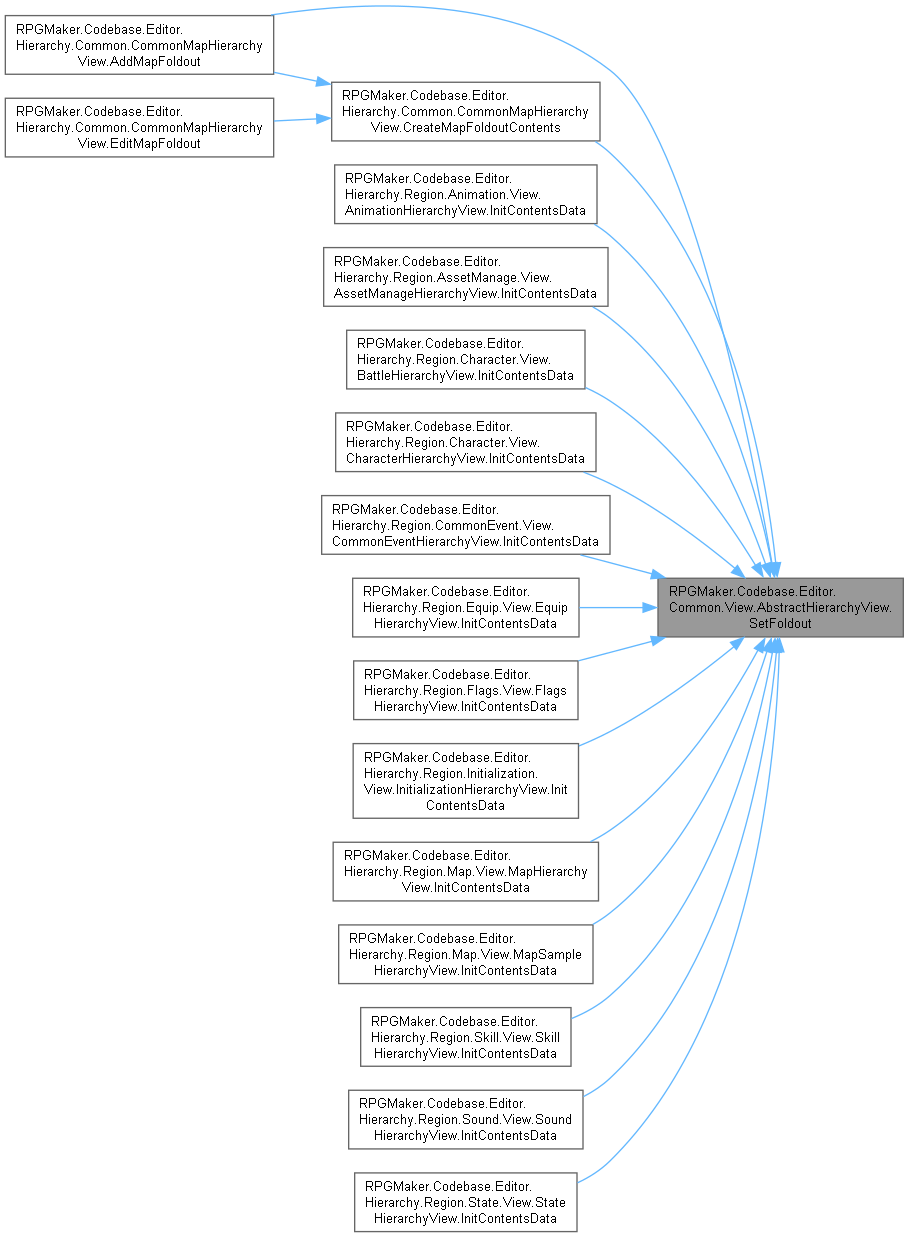 RPGMaker.Codebase.Editor.
Hierarchy.Common.CommonMapHierarchy
View.AddMapFoldout
RPGMaker.Codebase.Editor.
Hierarchy.Common.CommonMapHierarchy
View.EditMapFoldout
RPGMaker.Codebase.Editor.
Hierarchy.Common.CommonMapHierarchy
View.CreateMapFoldoutContents
RPGMaker.Codebase.Editor.
Hierarchy.Region.Animation.View.
AnimationHierarchyView.InitContentsData
RPGMaker.Codebase.Editor.
Hierarchy.Region.AssetManage.View.
AssetManageHierarchyView.InitContentsData
RPGMaker.Codebase.Editor.
Hierarchy.Region.Character.View.
BattleHierarchyView.InitContentsData
RPGMaker.Codebase.Editor.
Hierarchy.Region.Character.View.
CharacterHierarchyView.InitContentsData
RPGMaker.Codebase.Editor.
Hierarchy.Region.CommonEvent.View.
CommonEventHierarchyView.InitContentsData
RPGMaker.Codebase.Editor.
Hierarchy.Region.Equip.View.Equip
HierarchyView.InitContentsData
RPGMaker.Codebase.Editor.
Common.View.AbstractHierarchyView.
SetFoldout
RPGMaker.Codebase.Editor.
Hierarchy.Region.Flags.View.Flags
HierarchyView.InitContentsData
RPGMaker.Codebase.Editor.
Hierarchy.Region.Initialization.
View.InitializationHierarchyView.Init
ContentsData
RPGMaker.Codebase.Editor.
Hierarchy.Region.Map.View.MapHierarchy
View.InitContentsData
RPGMaker.Codebase.Editor.
Hierarchy.Region.Map.View.MapSample
HierarchyView.InitContentsData
RPGMaker.Codebase.Editor.
Hierarchy.Region.Skill.View.Skill
HierarchyView.InitContentsData
RPGMaker.Codebase.Editor.
Hierarchy.Region.Sound.View.Sound
HierarchyView.InitContentsData
RPGMaker.Codebase.Editor.
Hierarchy.Region.State.View.State
HierarchyView.InitContentsData